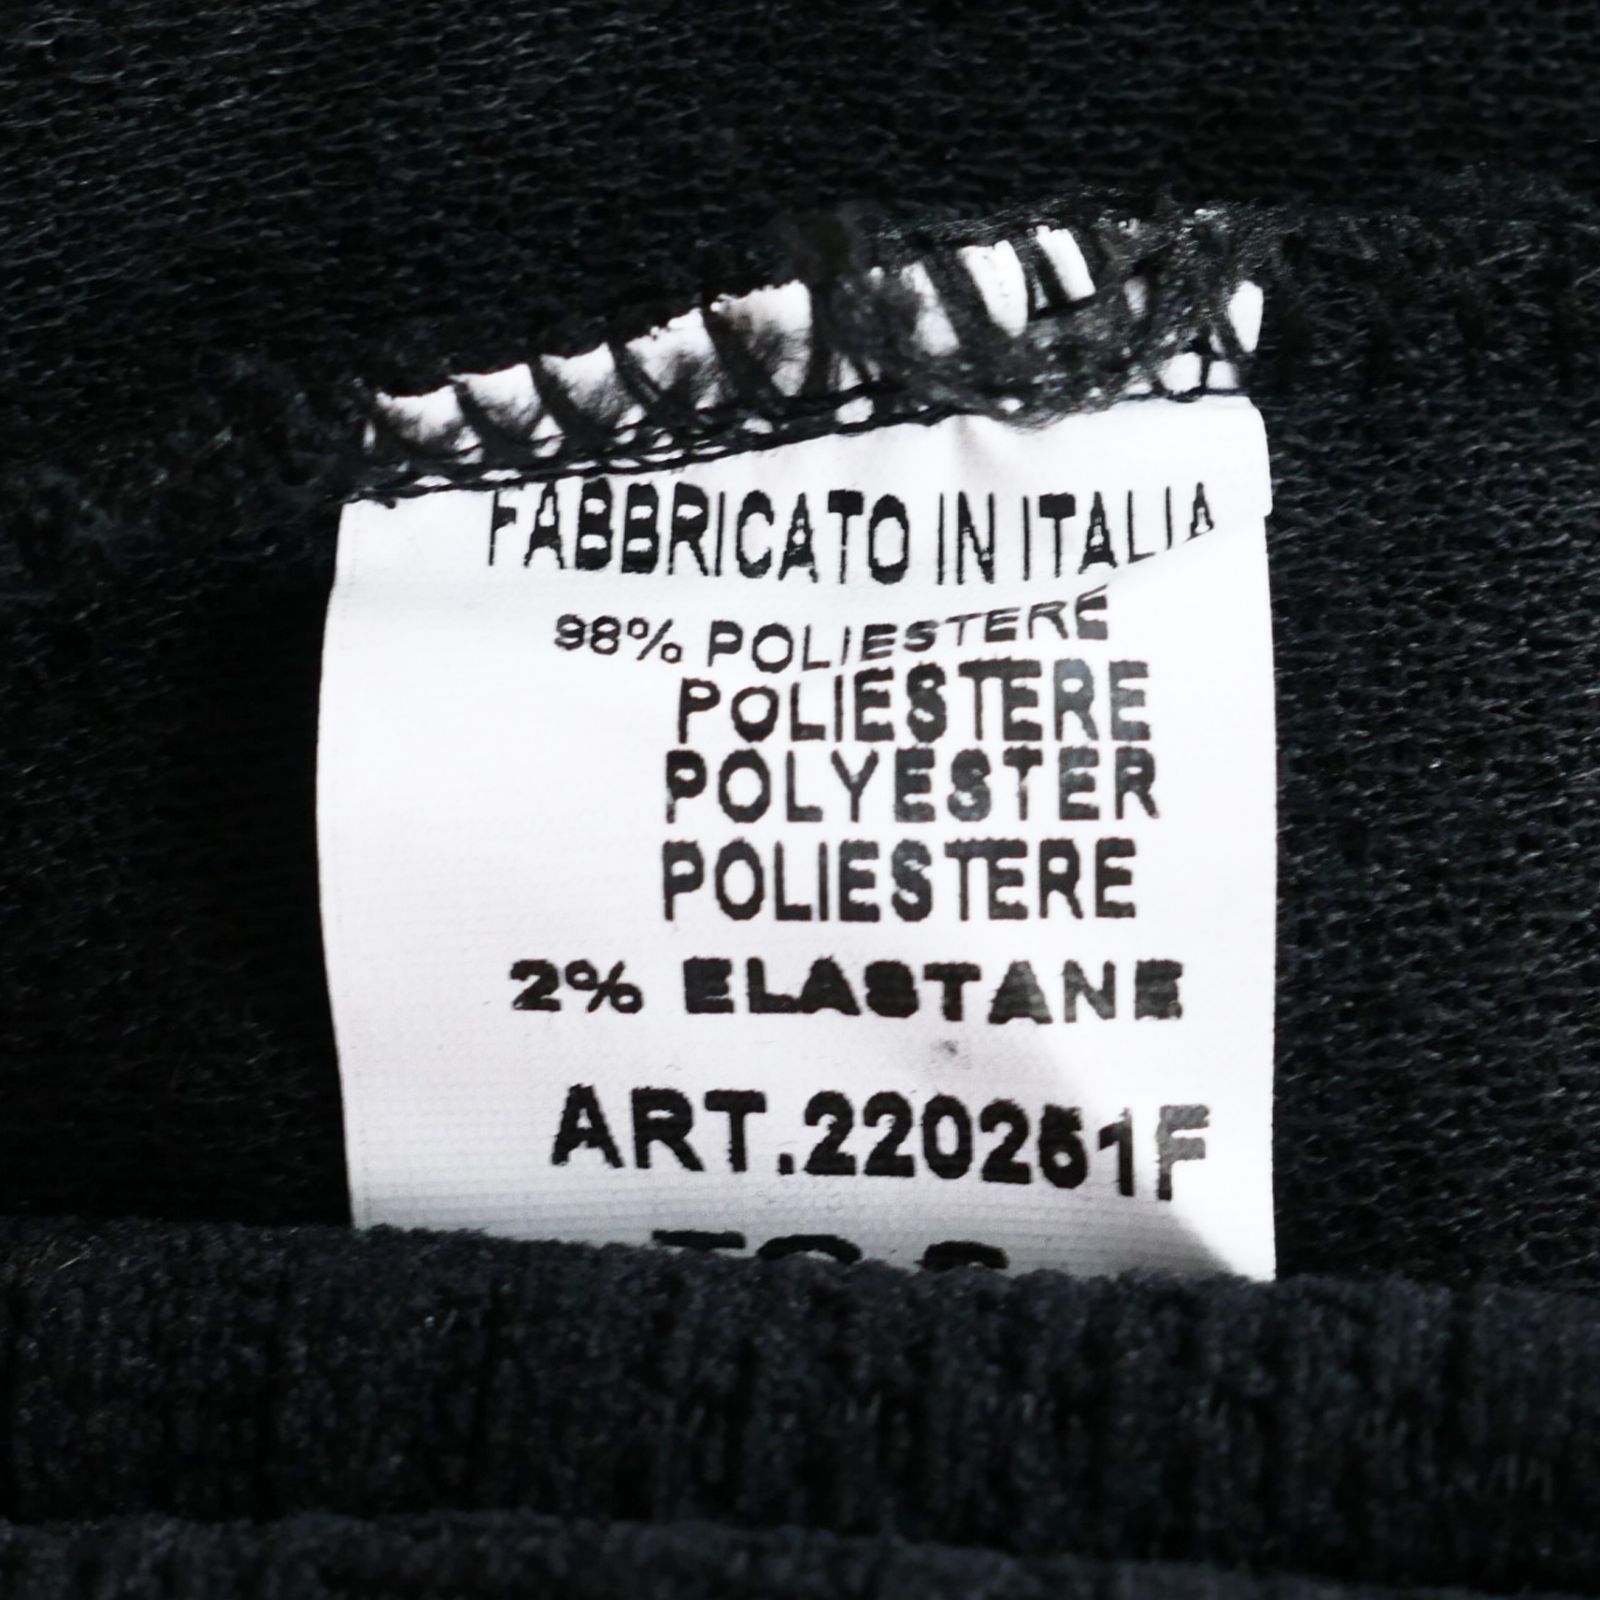 FABBRICATO IN ITALIA
98% POLIESTERE
POLIESTERE
POLYESTER
POLIESTERE
2% ELASTANE
ART.220261F